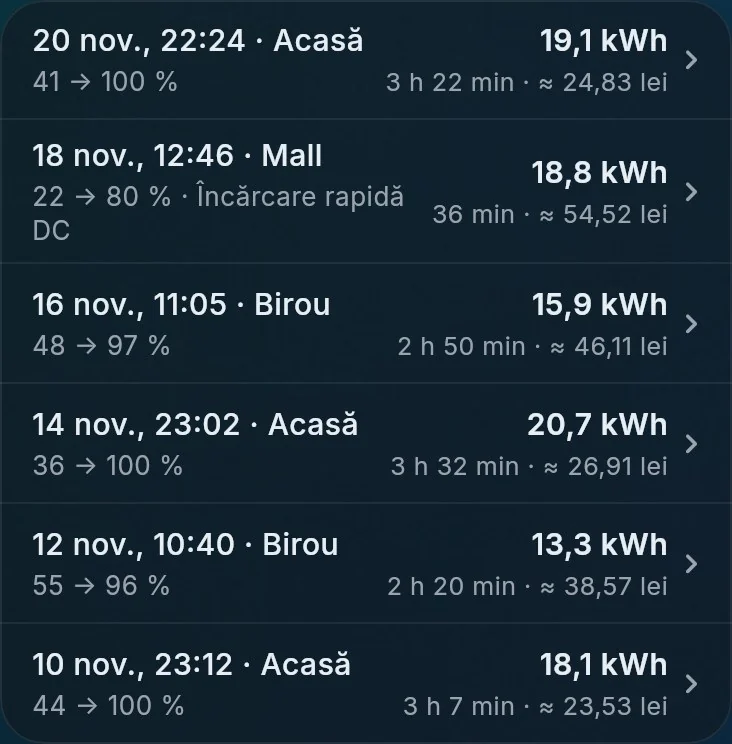 20 nov., 22:24 · Acasă
19,1 kWh
41 → 100 %
3 h 22 min · ≈ 24,83 lei
18 nov., 12:46 · Mall
18,8 kWh
22 → 80 % · Încărcare rapidă
DC
36 min · ≈ 54,52 lei
16 nov., 11:05 · Birou
15,9 kWh
48 → 97 %
2 h 50 min · ≈ 46,11 lei
14 nov., 23:02 · Acasă
20,7 kWh
36 → 100 %
3 h 32 min · ≈ 26,91 lei
12 nov., 10:40 · Birou
13,3 kWh
55 → 96 %
2 h 20 min · ≈ 38,57 lei
10 nov., 23:12 · Acasă
18,1 kWh
44 → 100 %
3 h 7 min · ≈ 23,53 lei